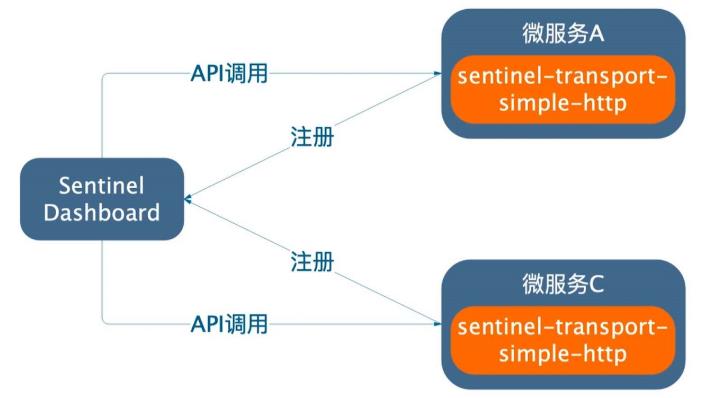 微服务A
API调用
sentinel-transport-
simple-http
注册
Sentinel
Dashboard
注册
微服务C
API调用
sentinel-transport-
simple-http